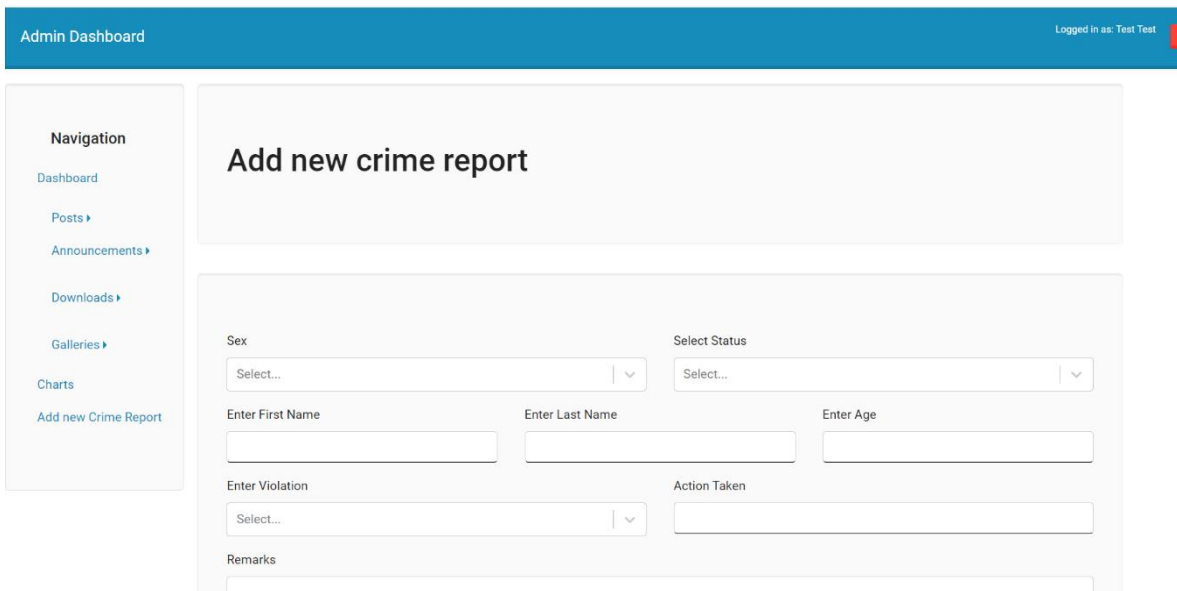 Admin Dashboard
Logged in as: Test Test
Navigation
Dashboard
Posts
Announcements
Downloads
Galleries
Charts
Add new Crime Report
Add new crime report
Sex
Select Status
Select...
Select...
Enter First Name
Enter Last Name
Enter Age
Enter Violation
Action Taken
Select...
Remarks